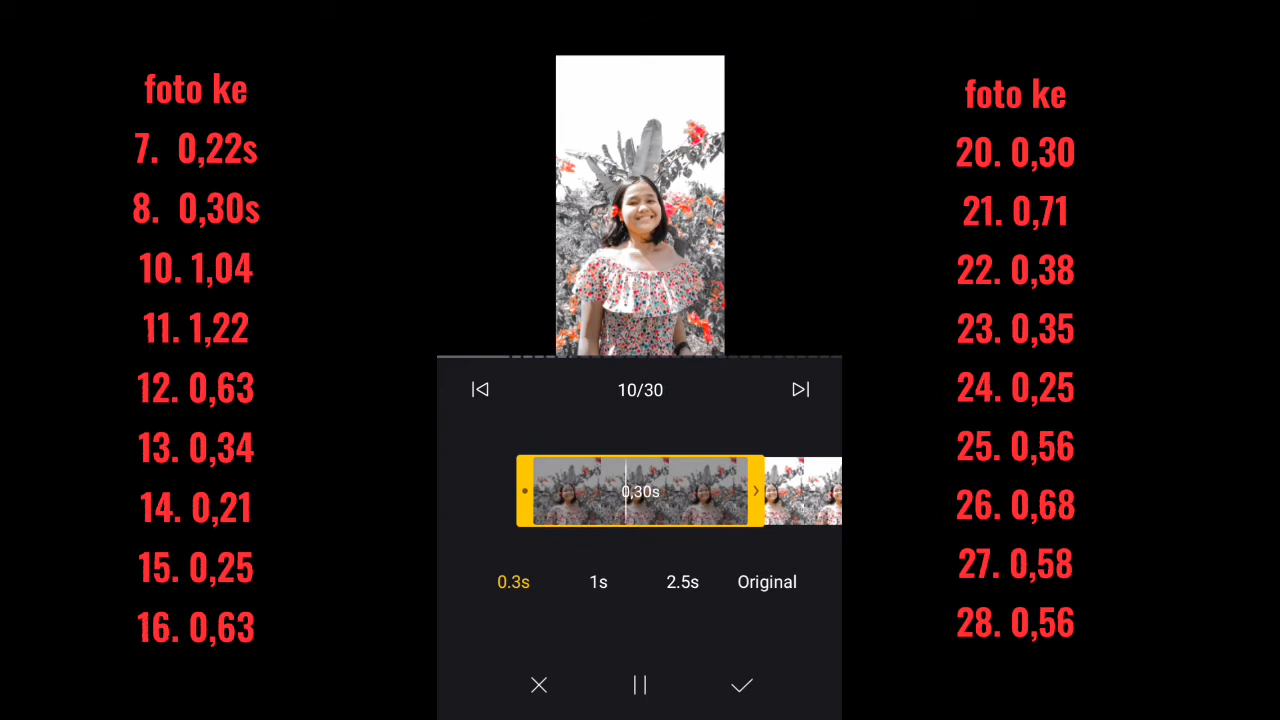 foto ke
7. 0,22s
8. 0,30s
10. 1,04
11. 1,22
12. 0,63
13. 0,34
14. 0,21
15. 0,25
16. 0,63
10/30
0,30s
0.3s 1s 2.5s Original
foto ke
20. 0,30
21. 0,71
22. 0,38
23. 0,35
24. 0,25
25. 0,56
26. 0,68
27. 0,58
28. 0,56